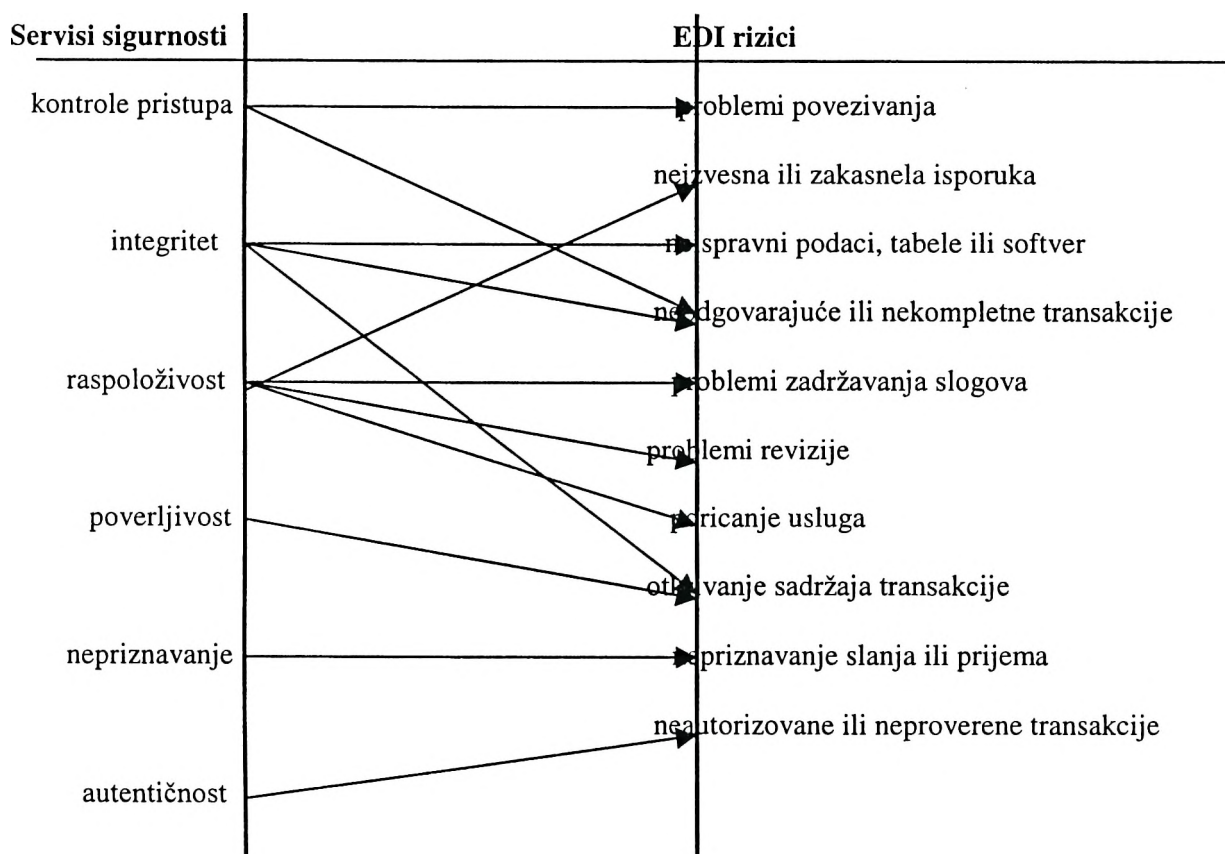 Servisi sigurnosti
EDI rizici
kontrole pristupa
problemi povezivanja
neizvesna ili zakasnela isporuka
integritet
ne spravni podaci, tabele ili softver
neodgovarajuće ili nekompletne transakcije
raspoloživost
problemi zadržavanja slogova
problemi revizije
poverljivost
poricanje usluga
otkrivanje sadržaja transakcije
nepriznavanje
nepriznavanje slanja ili prijema
neautorizovane ili neproverene transakcije
autentičnost